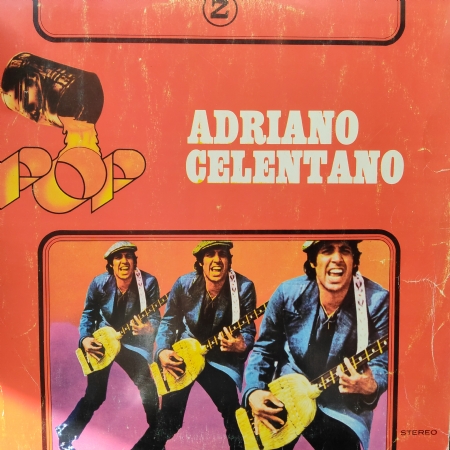 2
POP
ADRIANO
CELENTANO
STEREO